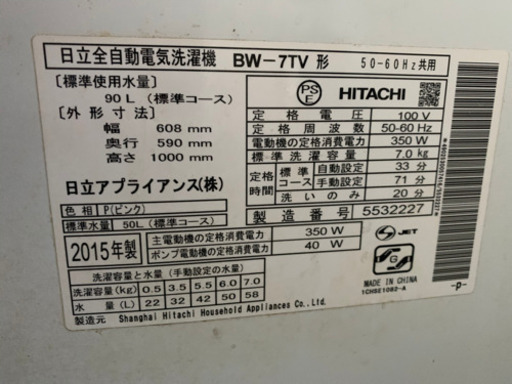 日立全自動電気洗濯機 BW-7TV 形 50-60Hz共用
[標準使用水量]
90L(標準コース)
[外形寸法]
幅 608 mm
奥行 590 mm
高さ 1000 mm
日立アプライアンス(株)
色相 P(ピンク)
標準水量 50L(標準コース)
2015年製
主電動機の定格消費電力 350 W
ポンプ電動機の定格消費電力 40 W
PS
E
HITACHI
定格電圧 100 V
定格周波数 50-60 Hz
電動機の定格消費電力 350 W
標準洗濯容量 7.0 kg
定格時間
標準コース
自動設定 33 分
手動設定 71 分
洗いのみ 20 分
製造番号 5532227
JET
G
MADE IN CHINA
1CHSE1092-A
-P-
洗濯容量と水量 (手動設定の水量)
洗濯容量(kg) 0.5 3.5 5.5 6.0 7.0
水量(L) 22 32 42 50 58
製造元 Shanghai Hitachi Household Appliances Co., Ltd.